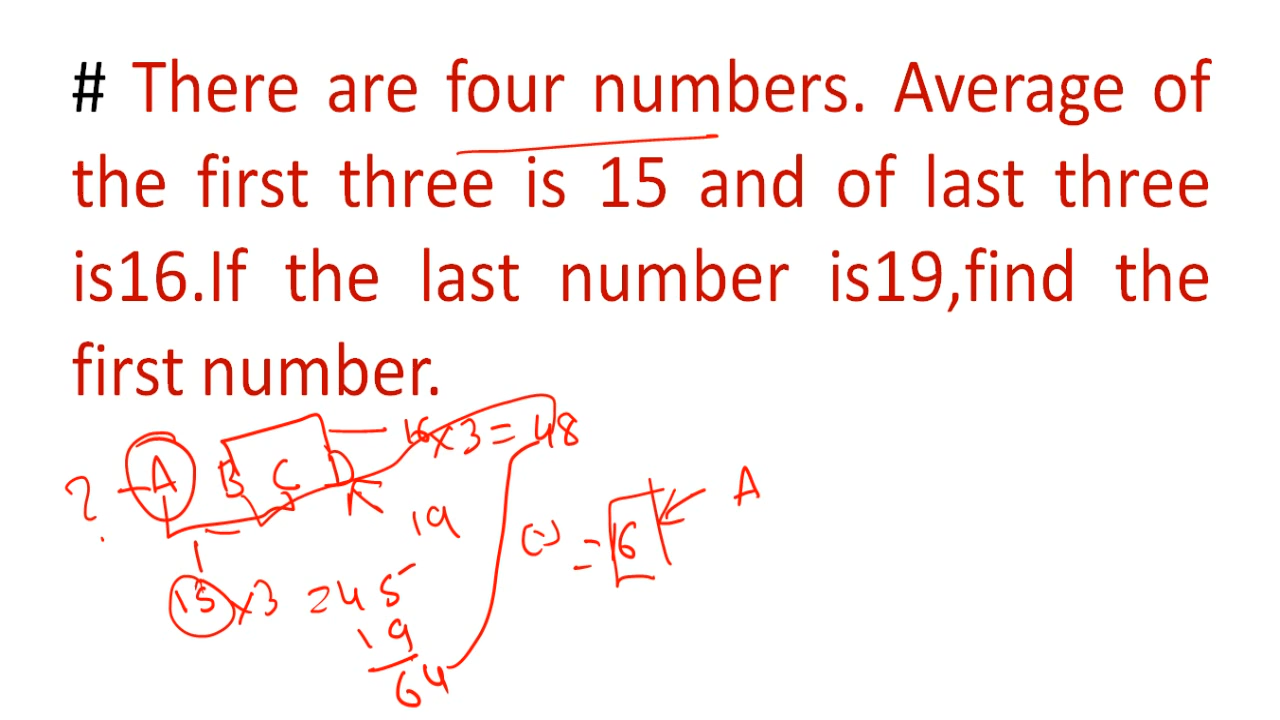 # There are four numbers. Average of
the first three is 15 and of last three
is16.If the last number is19,find the
first number.
? A B C D 16x3=48
19
(-) =16 A
15x3 =45
19
64